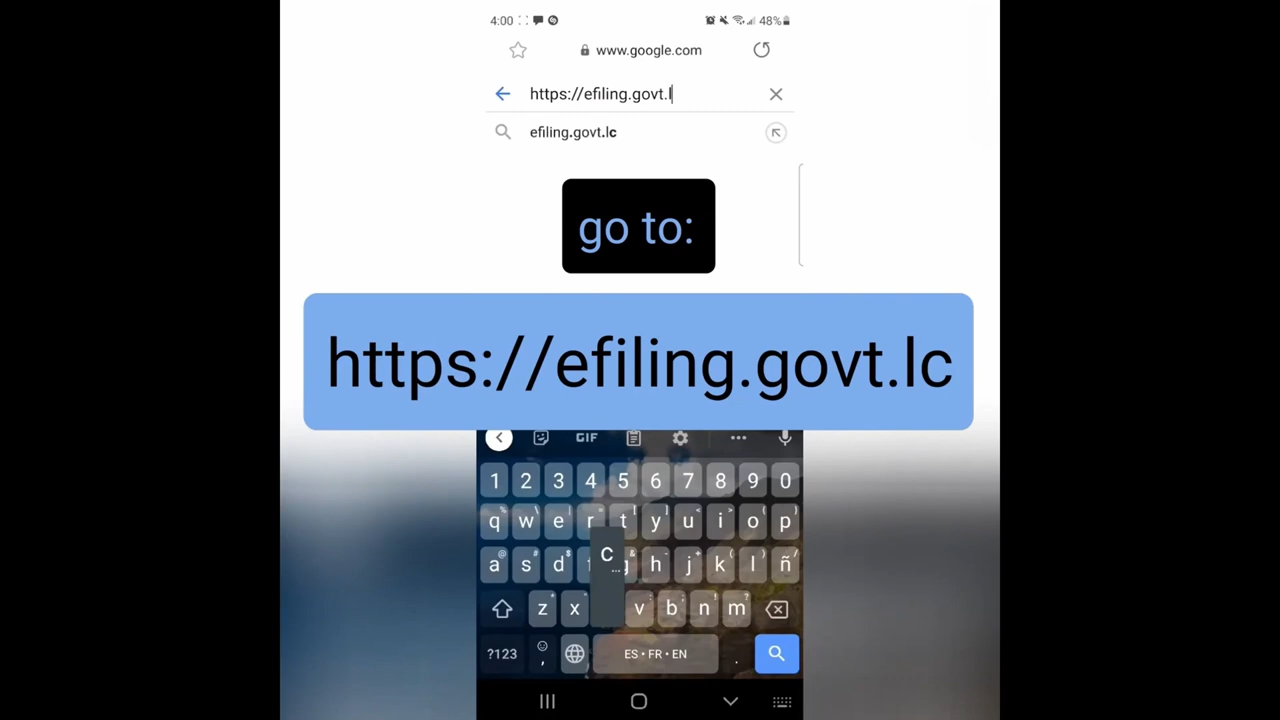 4:00 48%
www.google.com
https://efiling.govt.l
efiling.govt.lc
go to:
https://efiling.govt.lc
GIF
1 2 3 4 5 6 7 8 9 0
q w e r t y u i o p
c
a s d g h j k l ñ
z x v b n m
?123 , ES • FR • EN .